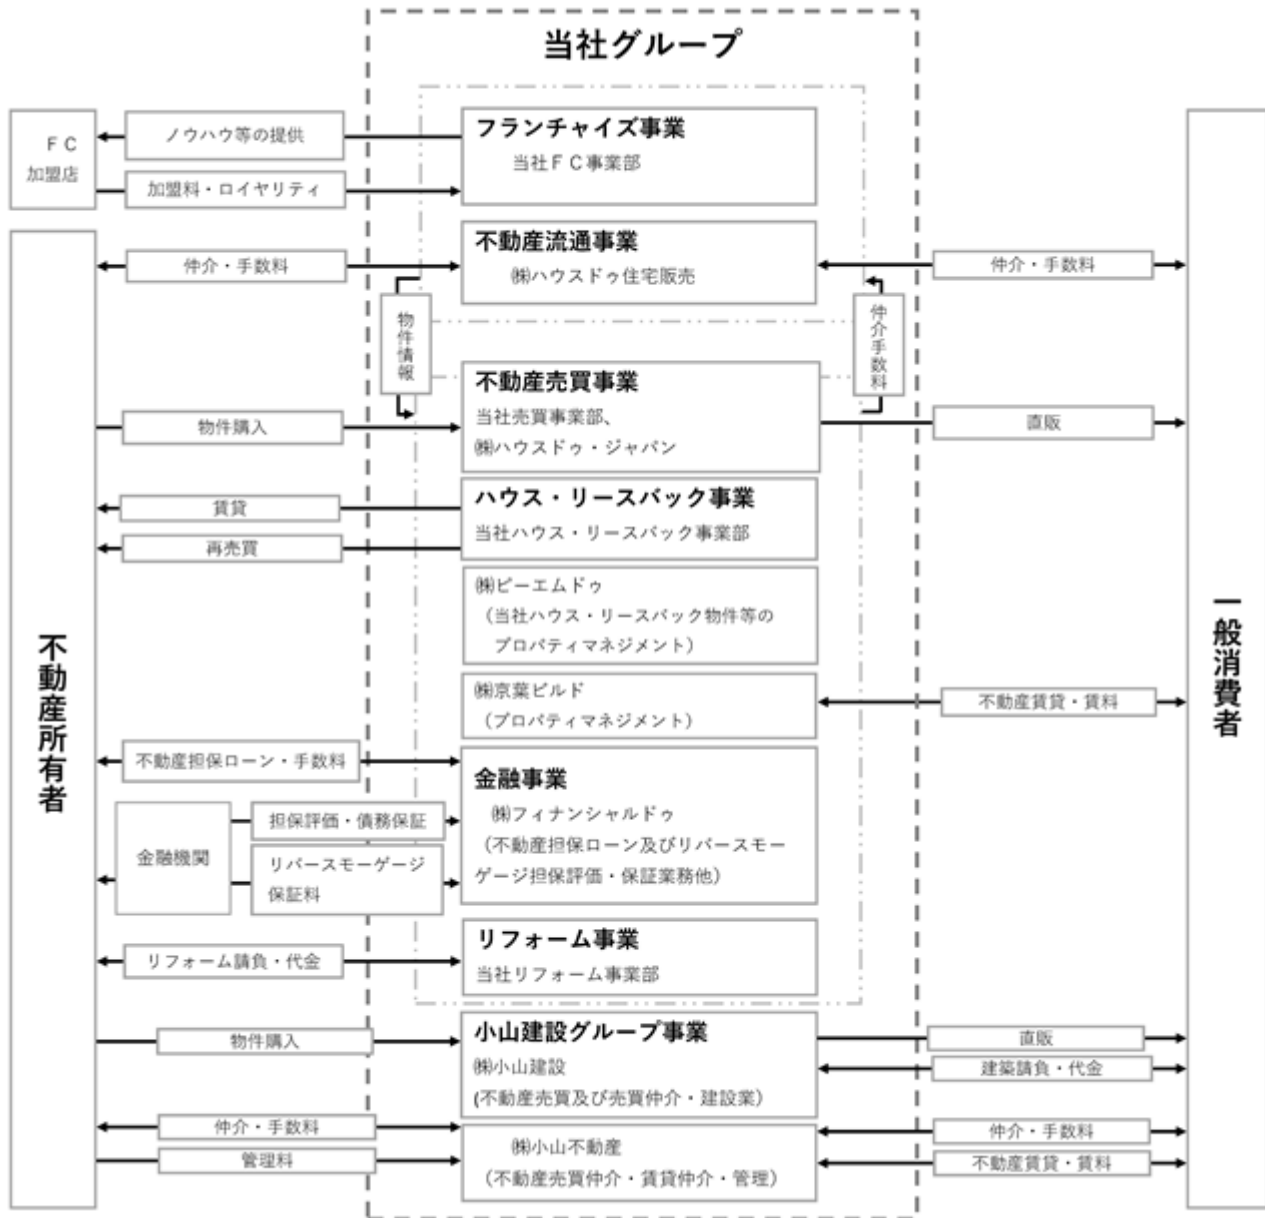 当社グループ
FC
加盟店
ノウハウ等の提供
加盟料・ロイヤリティ
フランチャイズ事業
当社FC事業部
仲介・手数料
不動産流通事業
㈱ハウスドゥ住宅販売
仲介・手数料
物件情報
仲介手数料
物件購入
不動産売買事業
当社売買事業部、
㈱ハウスドゥ・ジャパン
直販
賃貸
再売買
ハウス・リースバック事業
当社ハウス・リースバック事業部
㈱ピーエムドゥ
（当社ハウス・リースバック物件等の
プロパティマネジメント）
㈱京葉ビルド
（プロパティマネジメント）
不動産賃貸・賃料
不動産所有者
一般消費者
不動産担保ローン・手数料
金融機関
担保評価・債務保証
リバースモーゲージ
保証料
金融事業
㈱フィナンシャルドゥ
（不動産担保ローン及びリバースモー
ゲージ担保評価・保証業務他）
リフォーム請負・代金
リフォーム事業
当社リフォーム事業部
物件購入
小山建設グループ事業
㈱小山建設
(不動産売買及び売買仲介・建設業）
直販
建築請負・代金
仲介・手数料
管理料
㈱小山不動産
（不動産売買仲介・賃貸仲介・管理）
仲介・手数料
不動産賃貸・賃料